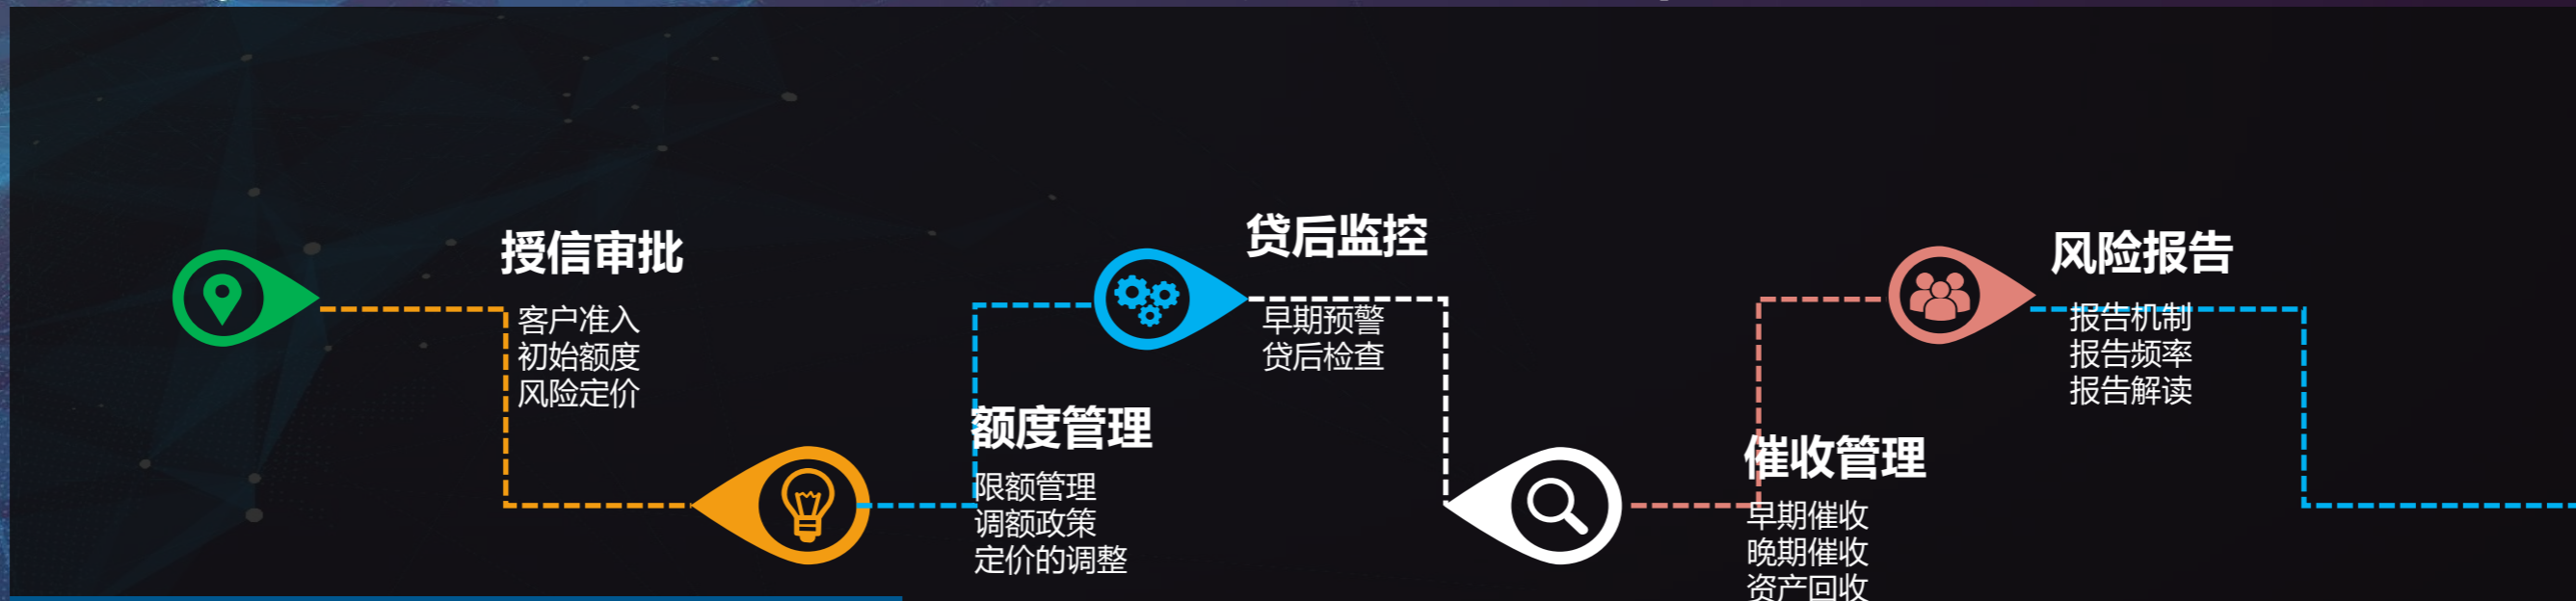 授信审批
客户准入
初始额度
风险定价
额度管理
限额管理
调额政策
定价的调整
贷后监控
早期预警
贷后检查
催收管理
早期催收
晚期催收
资产回收
风险报告
报告机制
报告频率
报告解读